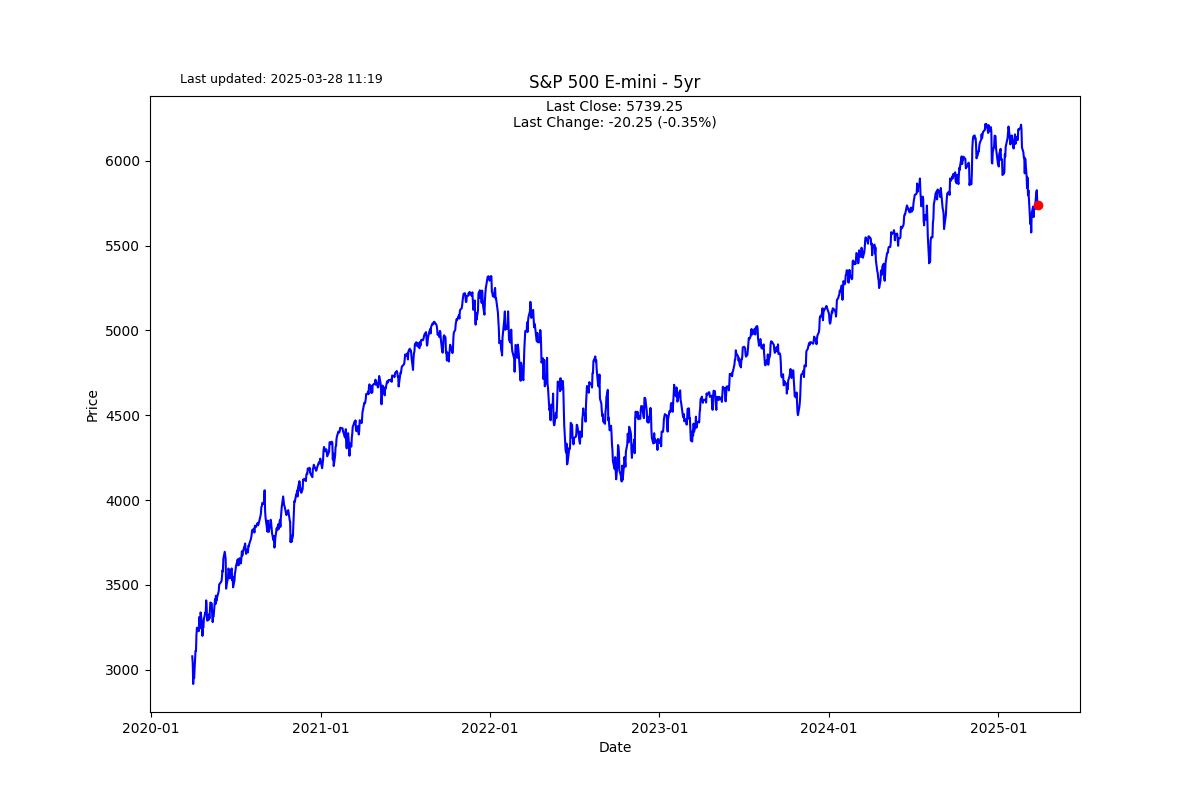 Last updated: 2025-03-28 11:19
S&P 500 E-mini - 5yr
Last Close: 5739.25
Last Change: -20.25 (-0.35%)
6000
5500
5000
4500
4000
3500
3000
Price
2020-01 2021-01 2022-01 2023-01 2024-01 2025-01
Date